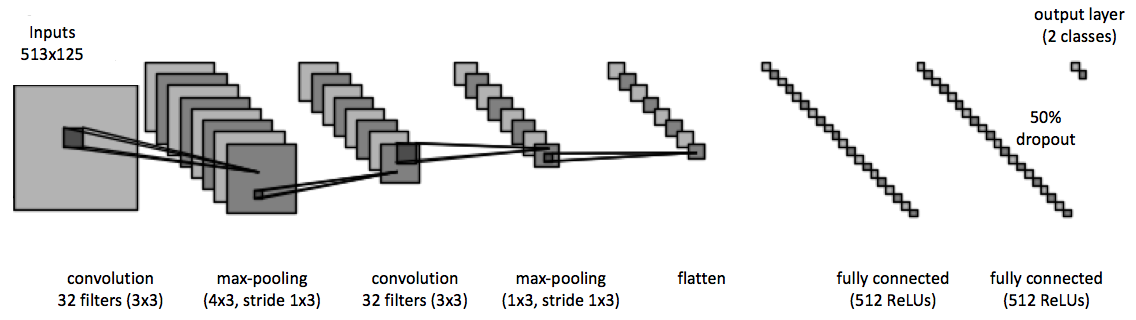 Inputs
513x125
output layer
(2 classes)
50%
dropout
convolution
32 filters (3x3)
max-pooling
(4x3, stride 1x3)
convolution
32 filters (3x3)
max-pooling
(1x3, stride 1x3)
flatten
fully connected
(512 ReLUs)
fully connected
(512 ReLUs)